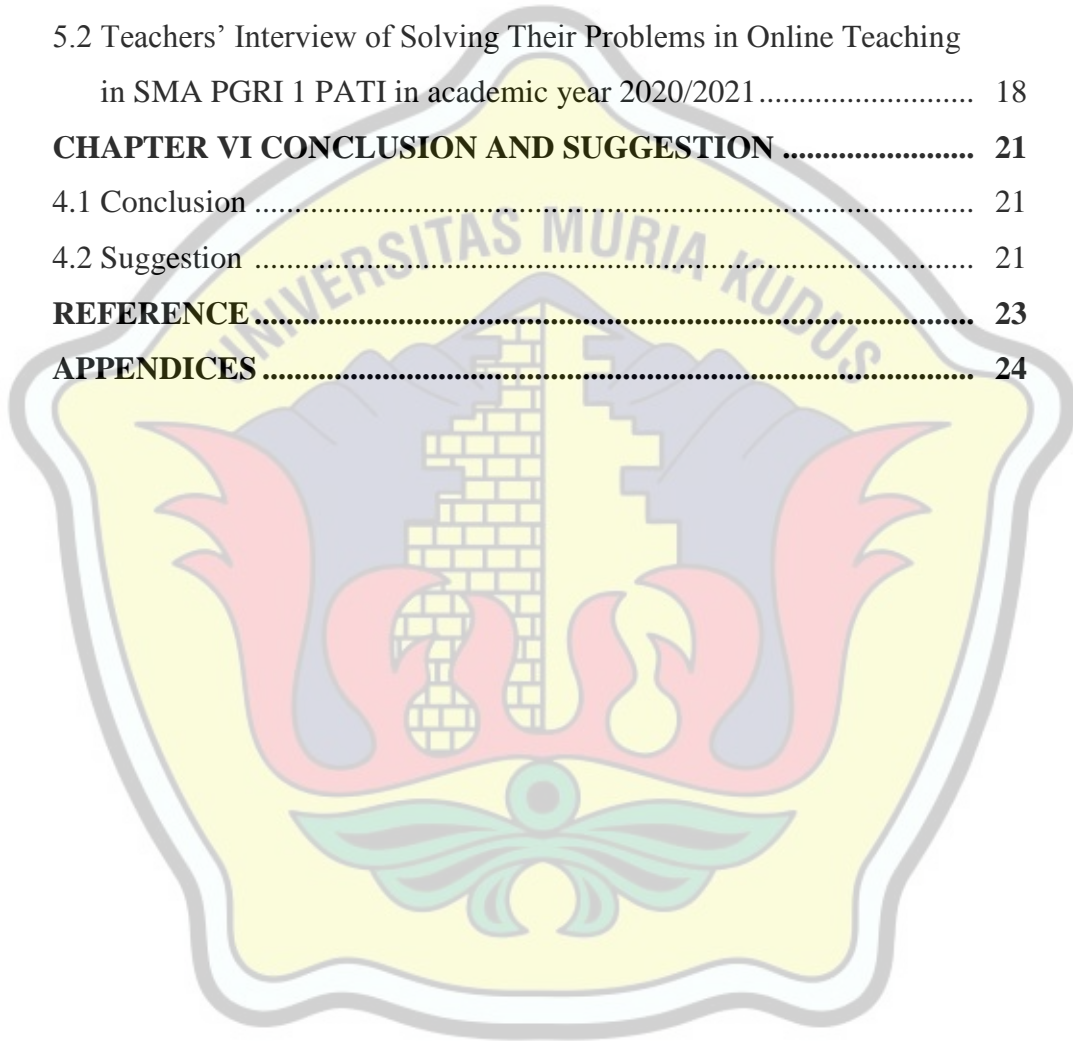 5.2 Teachers’ Interview of Solving Their Problems in Online Teaching
in SMA PGRI 1 PATI in academic year 2020/2021.......................... 18
CHAPTER VI CONCLUSION AND SUGGESTION ....................... 21
4.1 Conclusion ................................................................................... 21
4.2 Suggestion ................................................................................... 21
REFERENCE................................................................................... 23
APPENDICES .................................................................................. 24
UNIVERSITAS MURIA KUDUS